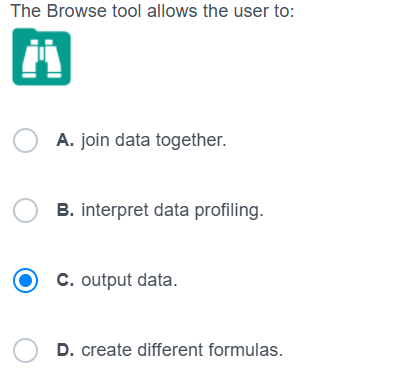 The Browse tool allows the user to:
A. join data together.
B. interpret data profiling.
C. output data.
D. create different formulas.